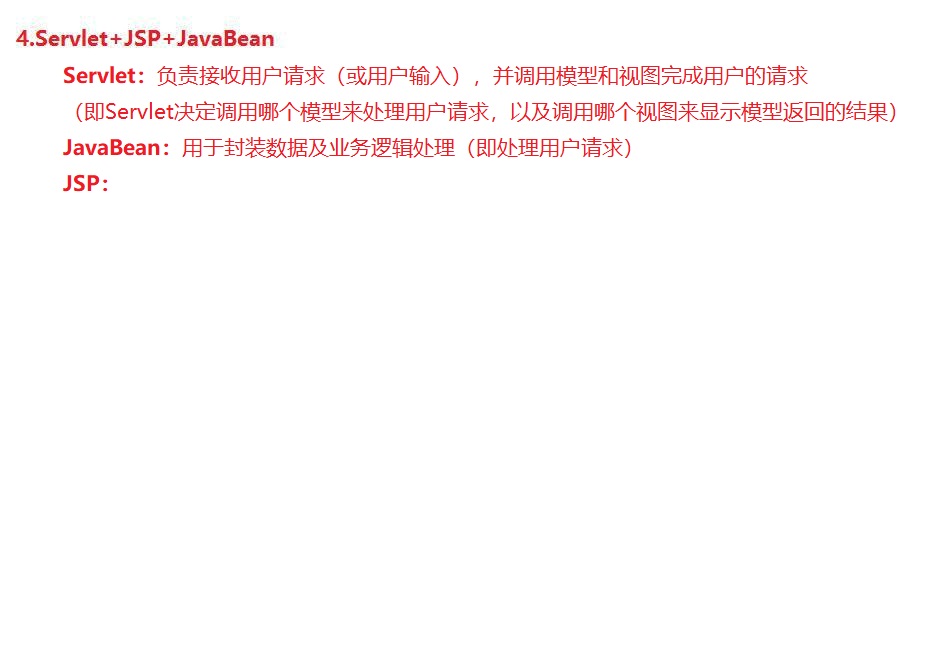 4.Servlet+JSP+JavaBean
Servlet：负责接收用户请求（或用户输入），并调用模型和视图完成用户的请求
（即Servlet决定调用哪个模型来处理用户请求，以及调用哪个视图来显示模型返回的结果）
JavaBean：用于封装数据及业务逻辑处理（即处理用户请求）
JSP：